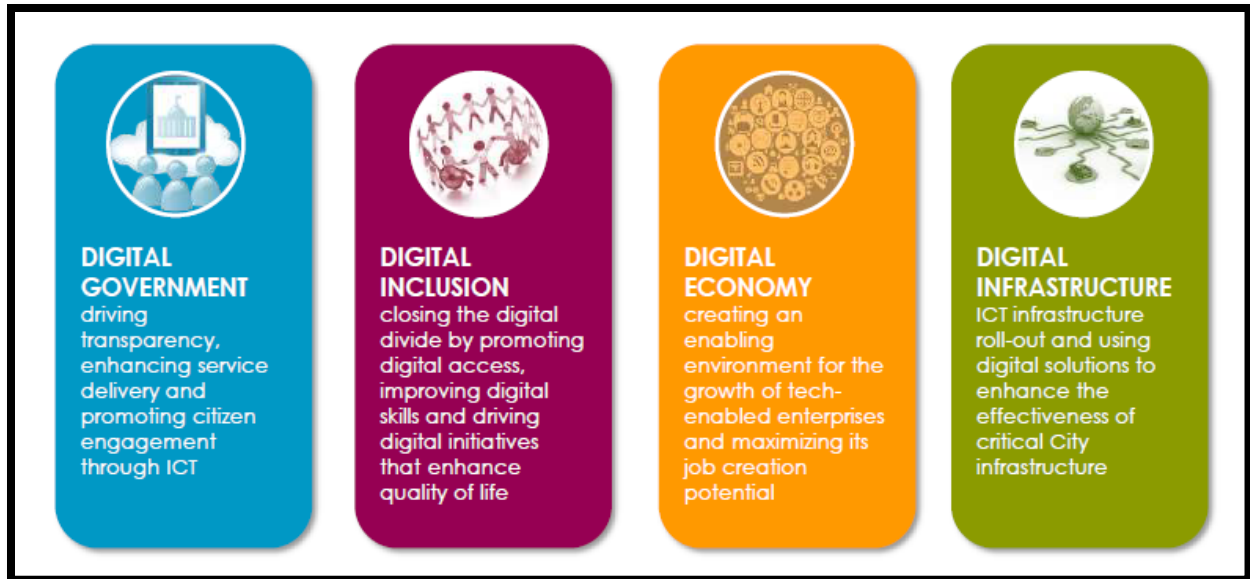 DIGITAL
GOVERNMENT
driving
transparency,
enhancing service
delivery and
promoting citizen
engagement
through ICT
DIGITAL
INCLUSION
closing the digital
divide by promoting
digital access,
improving digital
skills and driving
digital initiatives
that enhance
quality of life
DIGITAL
ECONOMY
creating an
enabling
environment for the
growth of tech-
enabled enterprises
and maximizing its
job creation
potential
DIGITAL
INFRASTRUCTURE
ICT infrastructure
roll-out and using
digital solutions to
enhance the
effectiveness of
critical City
infrastructure